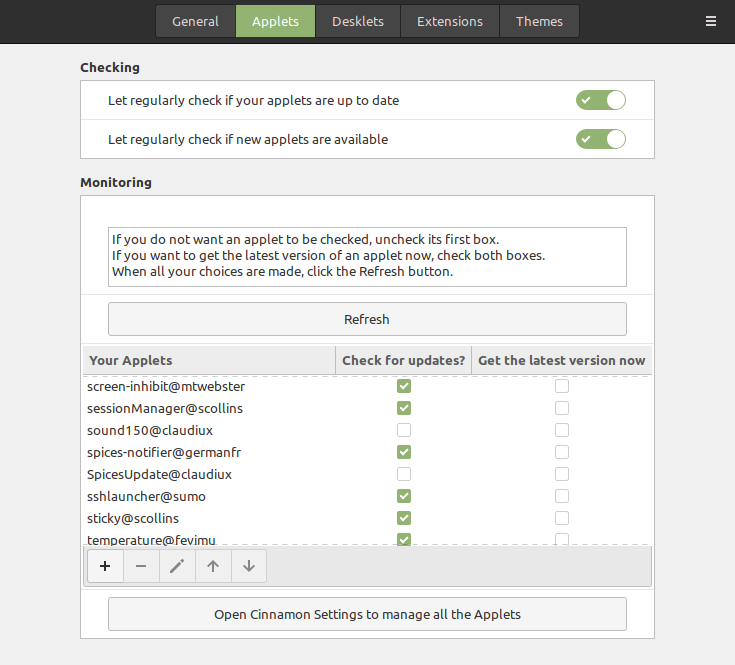 General Applets Desklets Extensions Themes
Checking
Let regularly check if your applets are up to date
Let regularly check if new applets are available
Monitoring
If you do not want an applet to be checked, uncheck its first box.
If you want to get the latest version of an applet now, check both boxes.
When all your choices are made, click the Refresh button.
Refresh
Your Applets Check for updates? Get the latest version now
screen-inhibit@mtwebster
sessionManager@scollins
sound150@claudiux
spices-notifier@germanfr
SpicesUpdate@claudiux
sshlauncher@sumo
sticky@scollins
temperature@fevimu
Open Cinnamon Settings to manage all the Applets